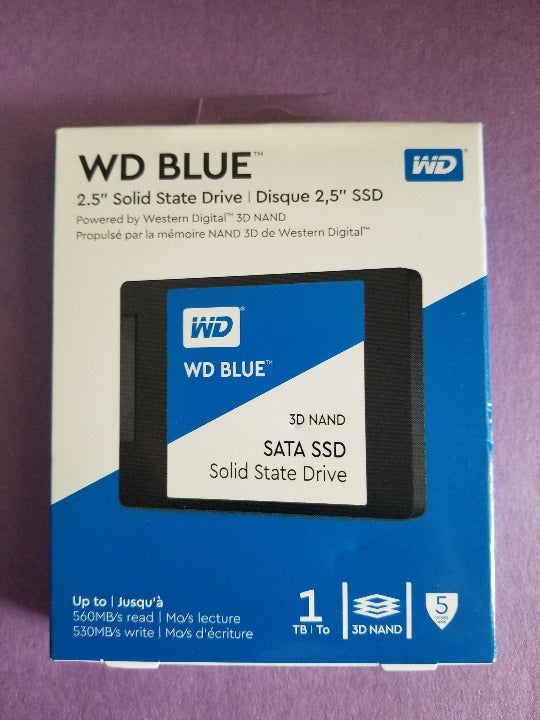 WD BLUE™
WD
2.5" Solid State Drive | Disque 2,5" SSD
Powered by Western Digital™ 3D NAND
Propulsé par la mémoire NAND 3D de Western Digital™
WD
WD BLUE™
3D NAND
SATA SSD
Solid State Drive
Up to | Jusqu'à
560MB/s read | Mo/s lecture
530MB/s write | Mo/s d'écriture
1
TB | To
3D NAND
5